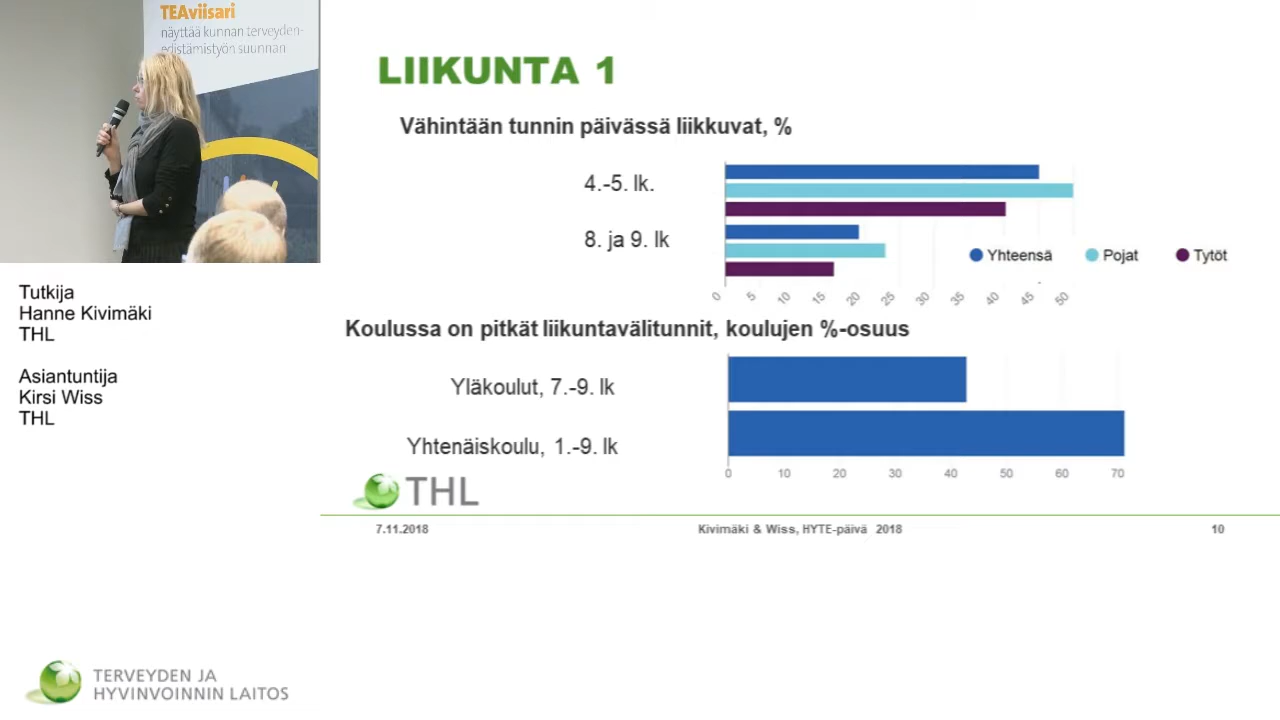 TEAviisari
näyttää kunnan terveyden-
edistämistyön suunnan
Tutkija
Hanne Kivimäki
THL
Asiantuntija
Kirsi Wiss
THL
LIIKUNTA 1
Vähintään tunnin päivässä liikkuvat, %
4.-5. lk.
8. ja 9. lk
Yhteensä Pojat Tytöt
0 5 10 15 20 25 30 35 40 45 50
Koulussa on pitkät liikuntavälitunnit, koulujen %-osuus
Yläkoulut, 7.-9. lk
Yhtenäiskoulu, 1.-9. lk
0 10 20 30 40 50 60 70
THL
7.11.2018 Kivimäki & Wiss, HYTE-päivä 2018 10
TERVEYDEN JA
HYVINVOINNIN LAITOS